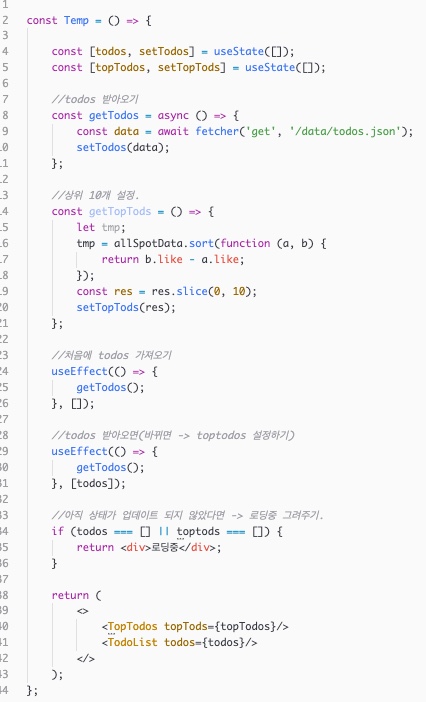 1
2 const Temp = () => {
3
4 const [todos, setTodos] = useState([]);
5 const [topTodos, setTopTods] = useState([]);
6
7 //todos 받아오기
8 const getTodos = async () => {
9 const data = await fetcher('get', '/data/todos.json');
10 setTodos(data);
11 };
12
13 //상위 10개 설정.
14 const getTopTods = () => {
15 let tmp;
16 tmp = allSpotData.sort(function (a, b) {
17 return b.like - a.like;
18 });
19 const res = res.slice(0, 10);
20 setTopTods(res);
21 };
22
23 //처음에 todos 가져오기
24 useEffect(() => {
25 getTodos();
26 }, []);
27
28 //todos 받아오면(바뀌면 -> toptodos 설정하기)
29 useEffect(() => {
30 getTodos();
31 }, [todos]);
32
33 //아직 상태가 업데이트 되지 않았다면 -> 로딩중 그려주기.
34 if (todos === [] || toptods === []) {
35 return <div>로딩중</div>;
36 }
37
38 return (
39 <>
40 <TopTodos topTods={topTodos}/>
41 <TodoList todos={todos}/>
42 </>
43 );
44 };